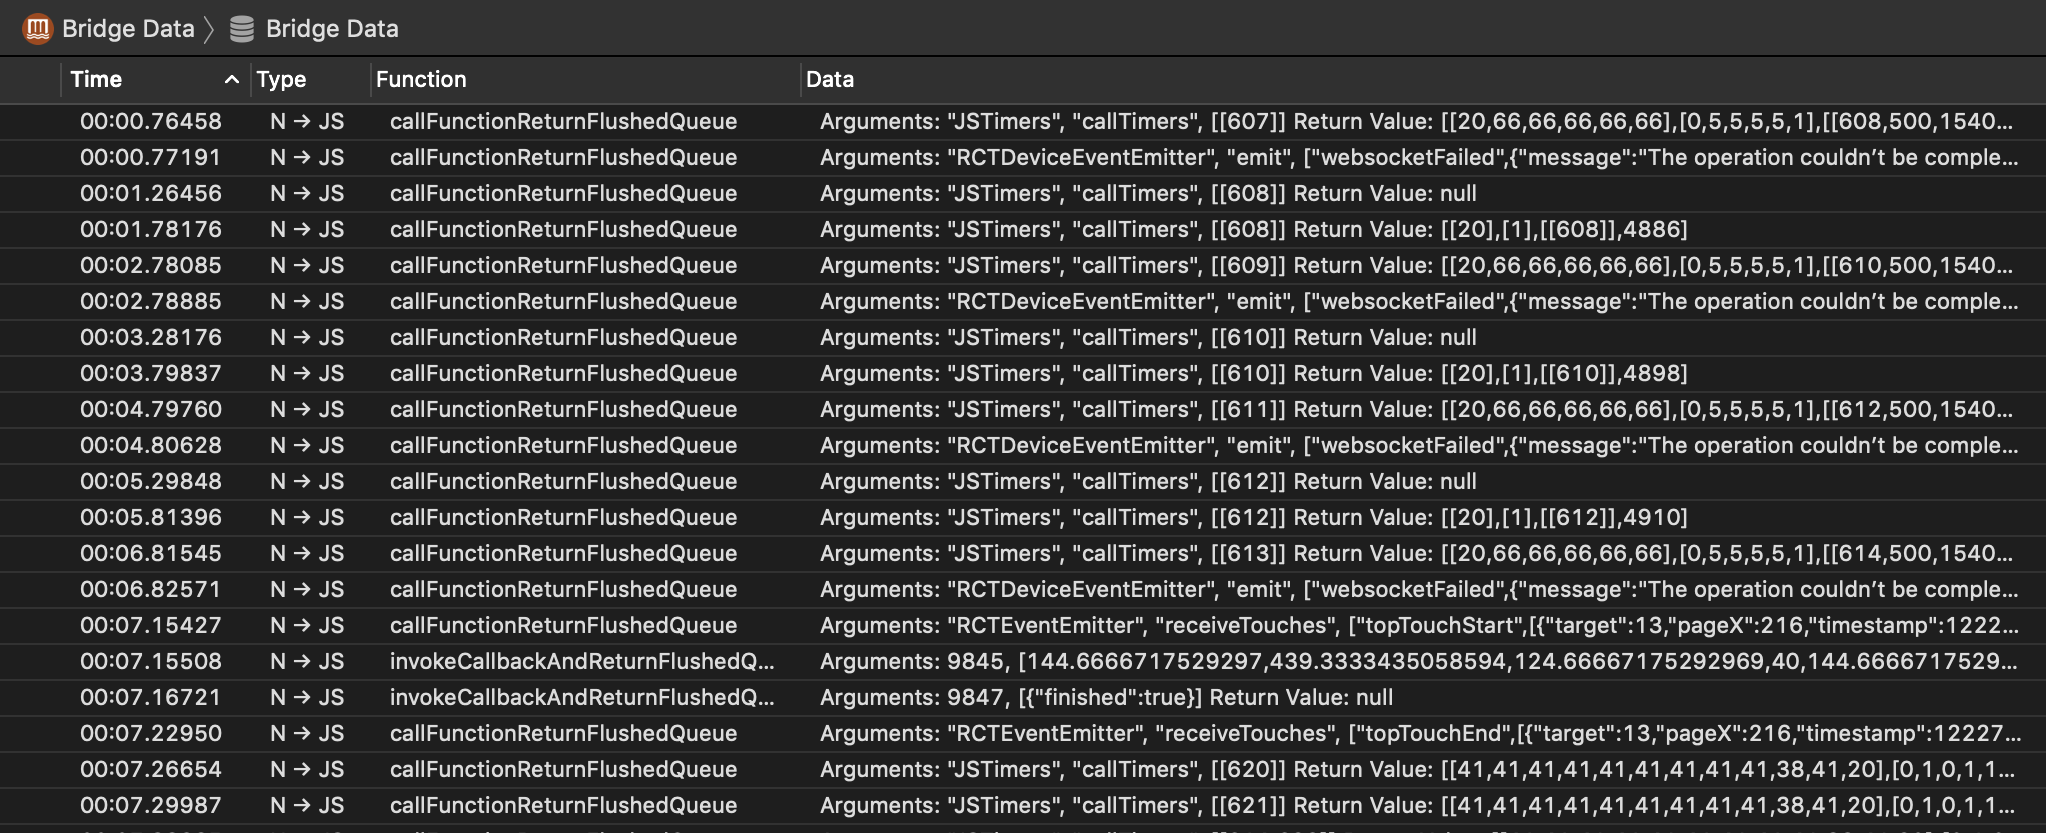 Bridge Data Bridge Data
Time Type Function Data
00:00.76458 N → JS callFunctionReturnFlushedQueue Arguments: "JSTimers", "callTimers", [[607]] Return Value: [[20,66,66,66,66,66],[0,5,5,5,5,1],[[608,500,1540...
00:00.77191 N → JS callFunctionReturnFlushedQueue Arguments: "RCTDeviceEventEmitter", "emit", ["websocketFailed",{"message":"The operation couldn’t be comple...
00:01.26456 N → JS callFunctionReturnFlushedQueue Arguments: "JSTimers", "callTimers", [[608]] Return Value: null
00:01.78176 N → JS callFunctionReturnFlushedQueue Arguments: "JSTimers", "callTimers", [[608]] Return Value: [[20],[1],[[608]],4886]
00:02.78085 N → JS callFunctionReturnFlushedQueue Arguments: "JSTimers", "callTimers", [[609]] Return Value: [[20,66,66,66,66,66],[0,5,5,5,5,1],[[610,500,1540...
00:02.78885 N → JS callFunctionReturnFlushedQueue Arguments: "RCTDeviceEventEmitter", "emit", ["websocketFailed",{"message":"The operation couldn’t be comple...
00:03.28176 N → JS callFunctionReturnFlushedQueue Arguments: "JSTimers", "callTimers", [[610]] Return Value: null
00:03.79837 N → JS callFunctionReturnFlushedQueue Arguments: "JSTimers", "callTimers", [[610]] Return Value: [[20],[1],[[610]],4898]
00:04.79760 N → JS callFunctionReturnFlushedQueue Arguments: "JSTimers", "callTimers", [[611]] Return Value: [[20,66,66,66,66,66],[0,5,5,5,5,1],[[612,500,1540...
00:04.80628 N → JS callFunctionReturnFlushedQueue Arguments: "RCTDeviceEventEmitter", "emit", ["websocketFailed",{"message":"The operation couldn’t be comple...
00:05.29848 N → JS callFunctionReturnFlushedQueue Arguments: "JSTimers", "callTimers", [[612]] Return Value: null
00:05.81396 N → JS callFunctionReturnFlushedQueue Arguments: "JSTimers", "callTimers", [[612]] Return Value: [[20],[1],[[612]],4910]
00:06.81545 N → JS callFunctionReturnFlushedQueue Arguments: "JSTimers", "callTimers", [[613]] Return Value: [[20,66,66,66,66,66],[0,5,5,5,5,1],[[614,500,1540...
00:06.82571 N → JS callFunctionReturnFlushedQueue Arguments: "RCTDeviceEventEmitter", "emit", ["websocketFailed",{"message":"The operation couldn’t be comple...
00:07.15427 N → JS callFunctionReturnFlushedQueue Arguments: "RCTEventEmitter", "receiveTouches", ["topTouchStart",[{"target":13,"pageX":216,"timestamp":1222...
00:07.15508 N → JS invokeCallbackAndReturnFlushedQ... Arguments: 9845, [144.6666717529297,439.3333435058594,124.66667175292969,40,144.6666717529...
00:07.16721 N → JS invokeCallbackAndReturnFlushedQ... Arguments: 9847, [{"finished":true}] Return Value: null
00:07.22950 N → JS callFunctionReturnFlushedQueue Arguments: "RCTEventEmitter", "receiveTouches", ["topTouchEnd",[{"target":13,"pageX":216,"timestamp":12227...
00:07.26654 N → JS callFunctionReturnFlushedQueue Arguments: "JSTimers", "callTimers", [[620]] Return Value: [[41,41,41,41,41,41,41,41,41,38,41,20],[0,1,0,1,1...
00:07.29987 N → JS callFunctionReturnFlushedQueue Arguments: "JSTimers", "callTimers", [[621]] Return Value: [[41,41,41,41,41,41,41,41,41,38,41,20],[0,1,0,1,1...